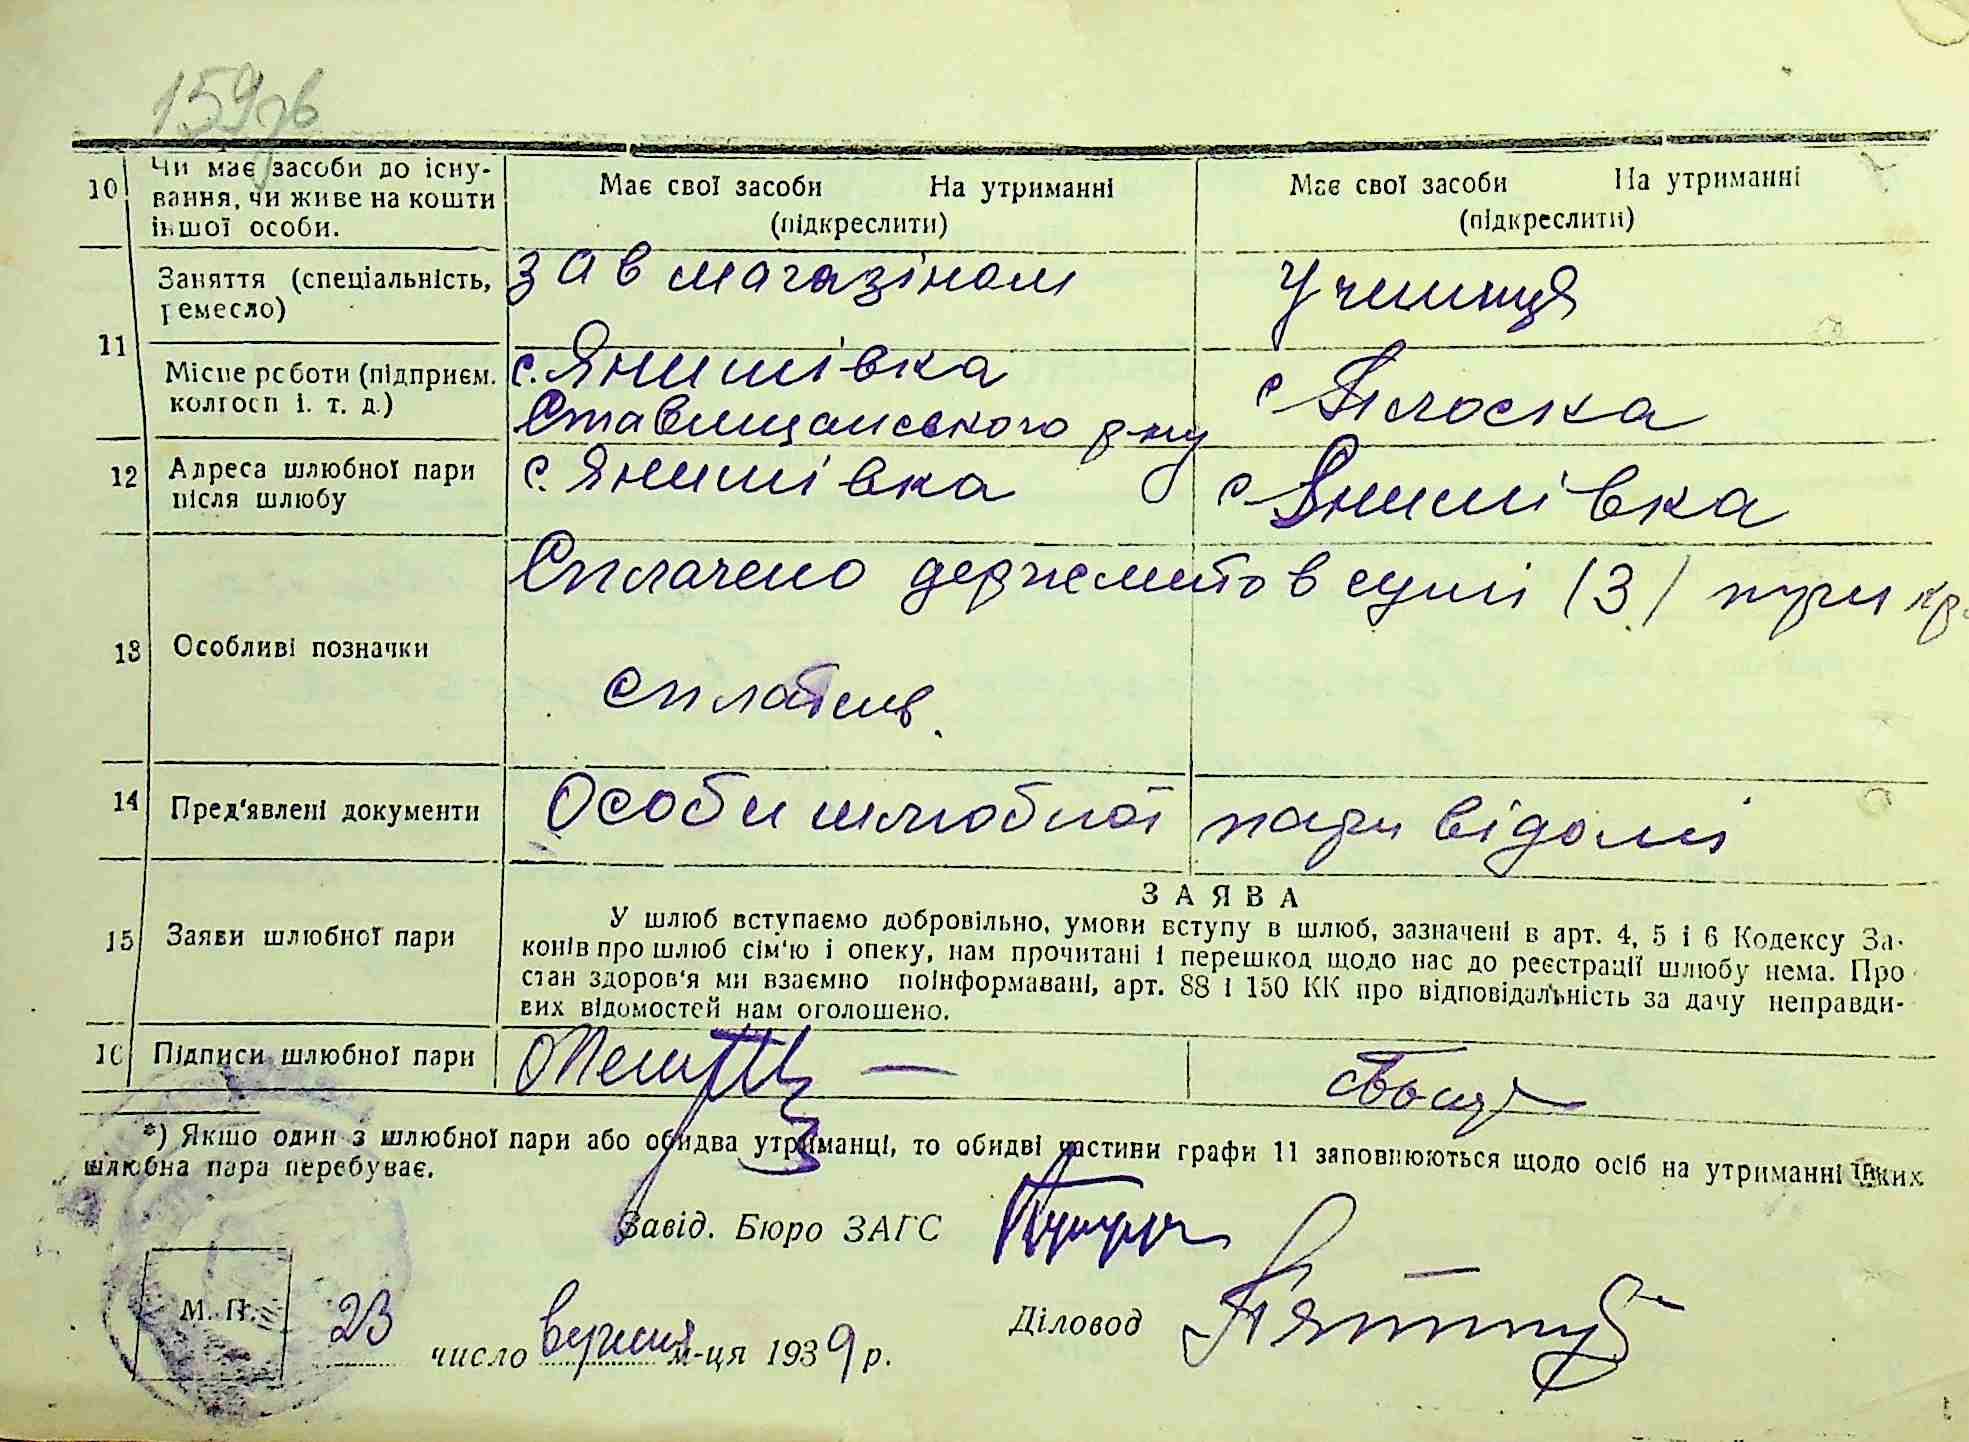 159зв
10 Чи має засоби до існу-
вання, чи живе на кошти
іншої особи.
Має свої засоби На утриманні
(підкреслити)
Має свої засоби На утриманні
(підкреслити)
11
Заняття (спеціальність,
ремесло)
Зав магазіном
Учениця
Місце роботи (підприєм.
колгосп і. т. д.)
с. Янишівка
Ставищанського р-ну
с Плоска
12 Адреса шлюбної пари
після шлюбу
с. Янишівка
с Янишівка
13 Особливі позначки
Сплачено держмито в сумі /3/ три кр.
сплатив.
14 Пред'явлені документи
Особи шлюбної пари відомі
15 Заяви шлюбної пари
ЗАЯВА
У шлюб вступаємо добровільно, умови вступу в шлюб, зазначені в арт. 4, 5 і 6 Кодексу За-
конів про шлюб сім'ю і опеку, нам прочитані і перешкод щодо нас до реєстрації шлюбу нема. Про
стан здоров'я ми взаємно поінформавані, арт. 88 і 150 КК про відповідальність за дачу неправди-
вих відомостей нам оголошено.
16 Підписи шлюбної пари
*) Якшо один з шлюбної пари або обидва утриманці, то обидві частини графи 11 заповнюються щодо осіб на утриманні яких
шлюбна пара перебуває.
Завід. Бюро ЗАГС
М. П.
23 число вересня м-ця 1939 р.
Діловод